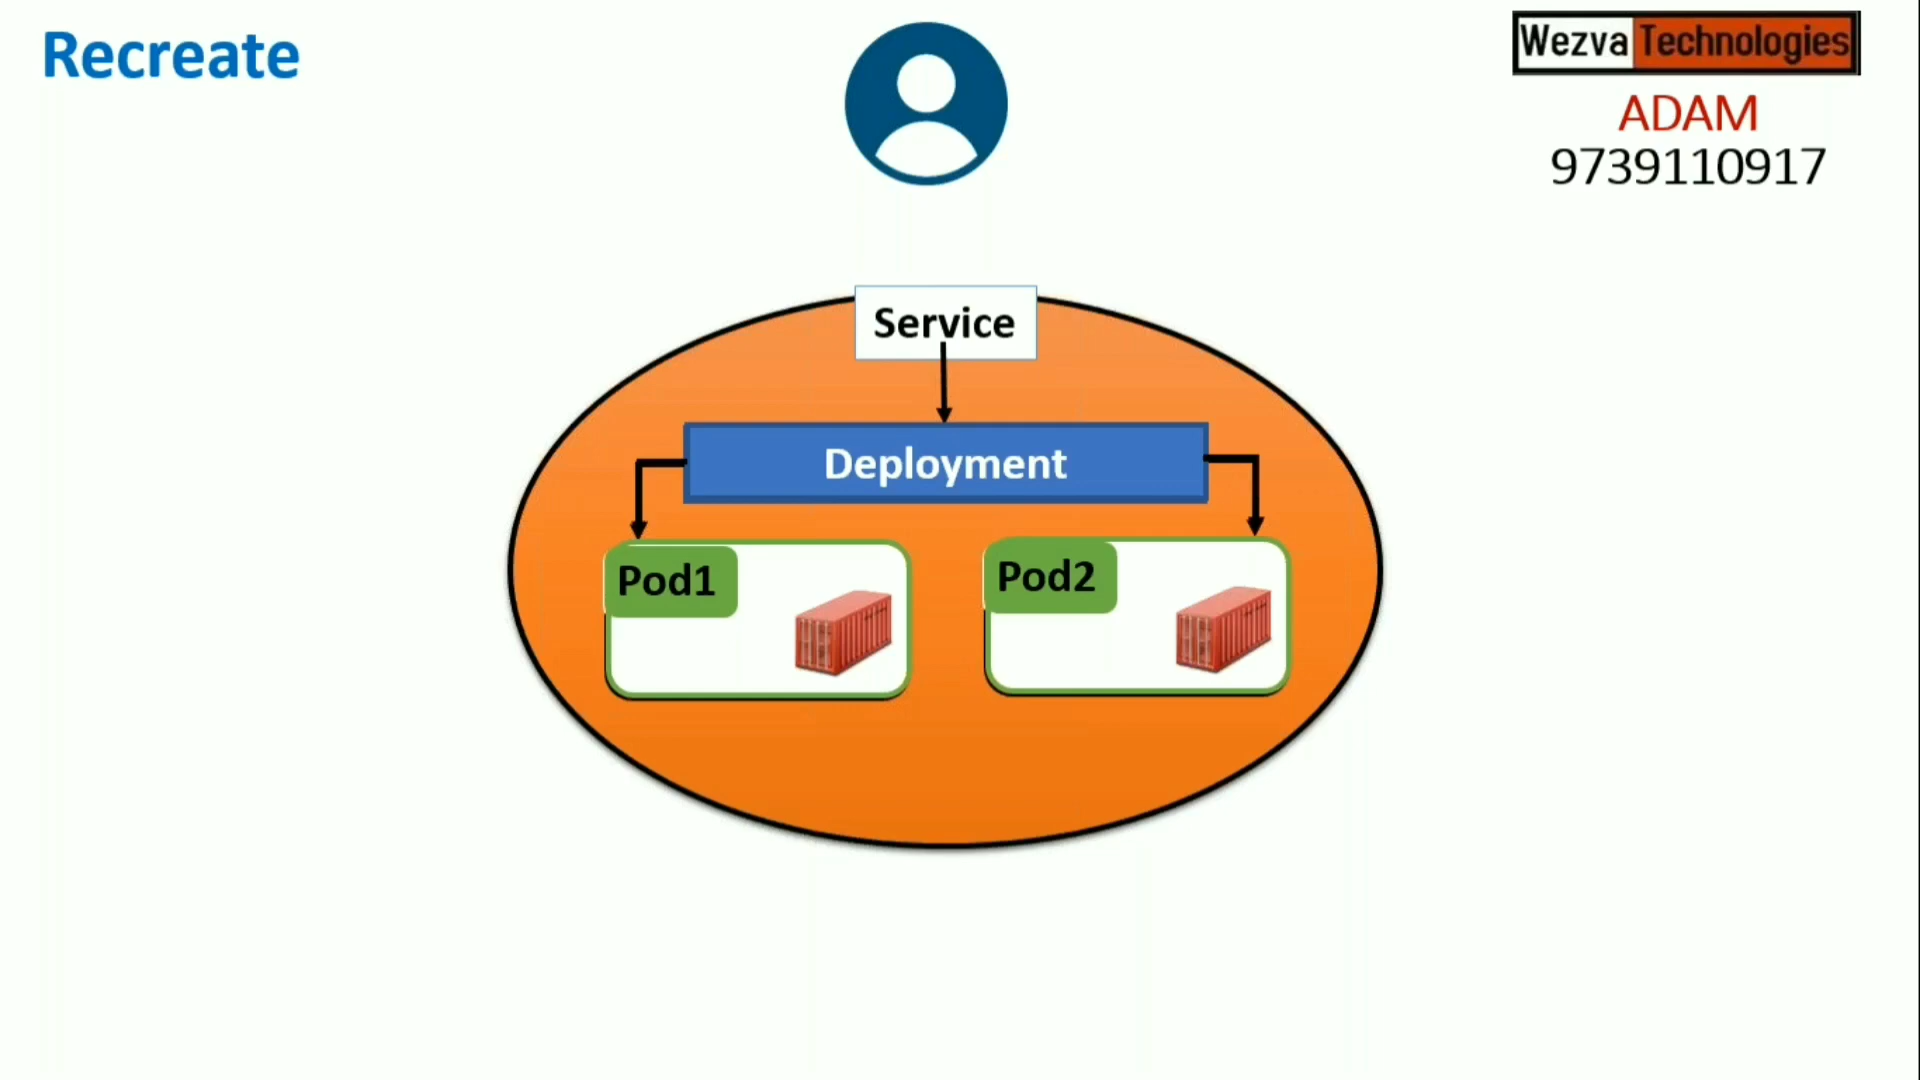 Recreate
Wezva Technologies
ADAM
9739110917
Service
Deployment
Pod1
Pod2